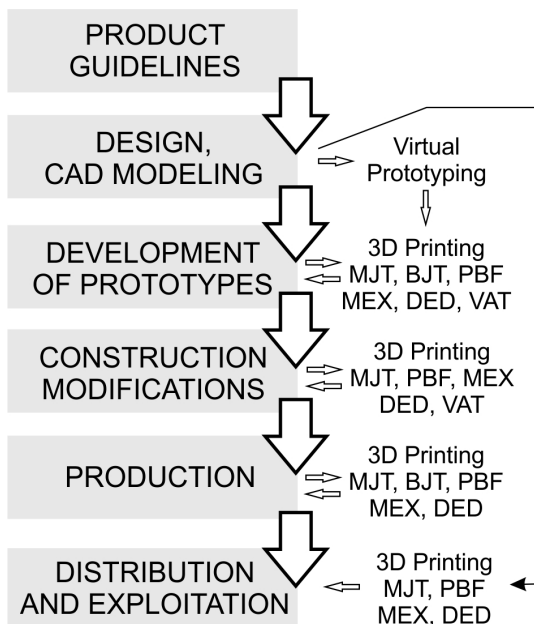 PRODUCT
GUIDELINES
DESIGN,
CAD MODELING
Virtual
Prototyping
DEVELOPMENT
OF PROTOTYPES
3D Printing
MJT, BJT, PBF
MEX, DED, VAT
CONSTRUCTION
MODIFICATIONS
3D Printing
MJT, PBF, MEX
DED, VAT
PRODUCTION
3D Printing
MJT, BJT, PBF
MEX, DED
DISTRIBUTION
AND EXPLOITATION
3D Printing
MJT, PBF
MEX, DED